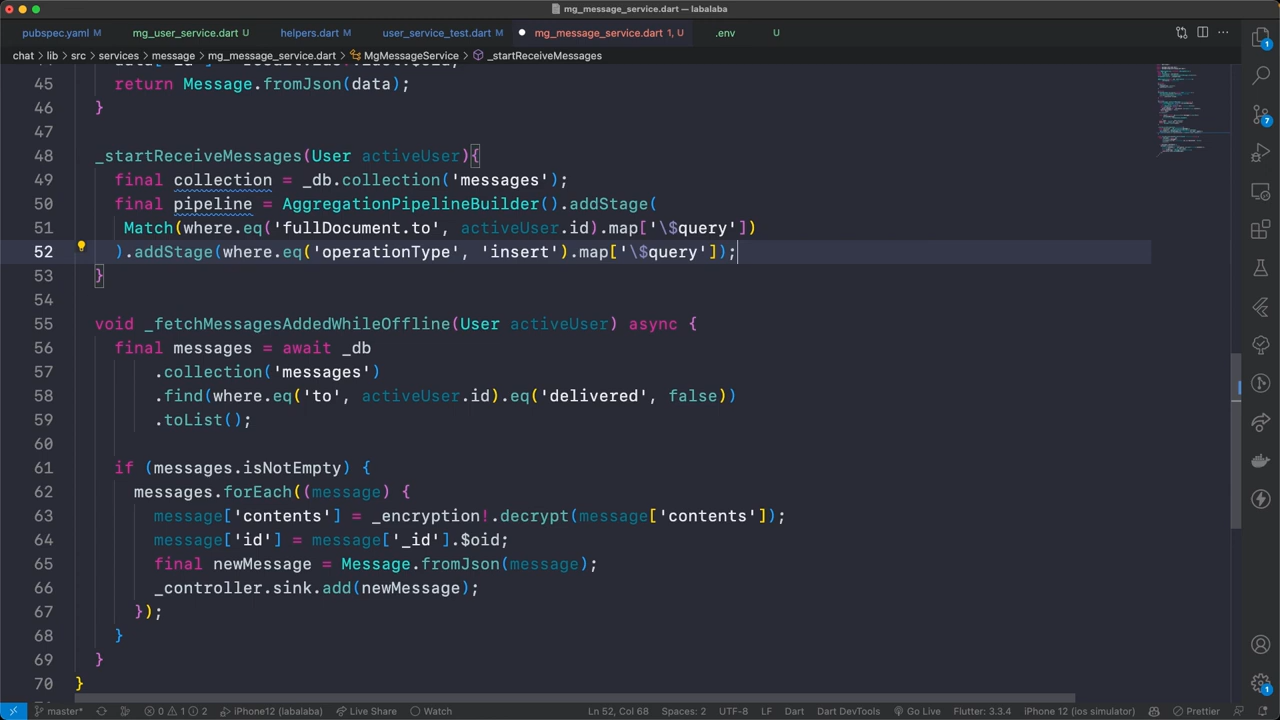 mg_message_service.dart — labalaba
pubspec.yaml M
mg_user_service.dart U
helpers.dart M
user_service_test.dart U
mg_message_service.dart 1, U
.env U
chat > lib > src > services > message > mg_message_service.dart > MgMessageService > _startReceiveMessages
45 return Message.fromJson(data);
46 }
47
48 _startReceiveMessages(User activeUser){
49 final collection = _db.collection('messages');
50 final pipeline = AggregationPipelineBuilder().addStage(
51 Match(where.eq('fullDocument.to', activeUser.id).map['\$query'])
52 ).addStage(where.eq('operationType', 'insert').map['\$query']);
53 }
54
55 void _fetchMessagesAddedWhileOffline(User activeUser) async {
56 final messages = await _db
57 .collection('messages')
58 .find(where.eq('to', activeUser.id).eq('delivered', false))
59 .toList();
60
61 if (messages.isNotEmpty) {
62 messages.forEach((message) {
63 message['contents'] = _encryption!.decrypt(message['contents']);
64 message['id'] = message['_id'].$oid;
65 final newMessage = Message.fromJson(message);
66 _controller.sink.add(newMessage);
67 });
68 }
69 }
70 }
master* 0 1 2 iPhone12 (labalaba) Live Share Watch Ln 52, Col 68 Spaces: 2 UTF-8 LF Dart Dart DevTools Go Live Flutter: 3.3.4 iPhone 12 (ios simulator) Prettier